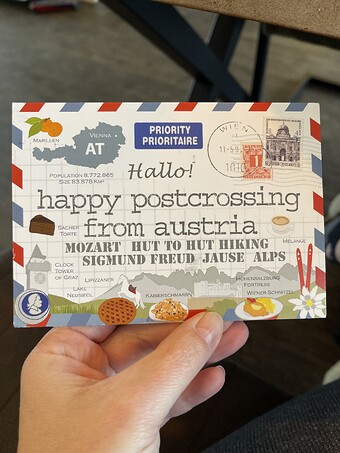 MARILLEN
VIENNA
AT
PRIORITY
PRIORITAIRE
WIEN
POPULATION 8.772.865
SIZE 83.878 KM²
Hallo!
happy postcrossing
from austria
SACHER
TORTE
MÉLANGE
MOZART HUT TO HUT HIKING
SIGMUND FREUD JAUSE ALPS
CLOCK
TOWER OF
GRAZ
LIPIZZANER
LAKE
NEUSIEDL
KAISERSCHMARRN
HOHENSALZBURG
FORTRESS
WIENER SCHNITZEL